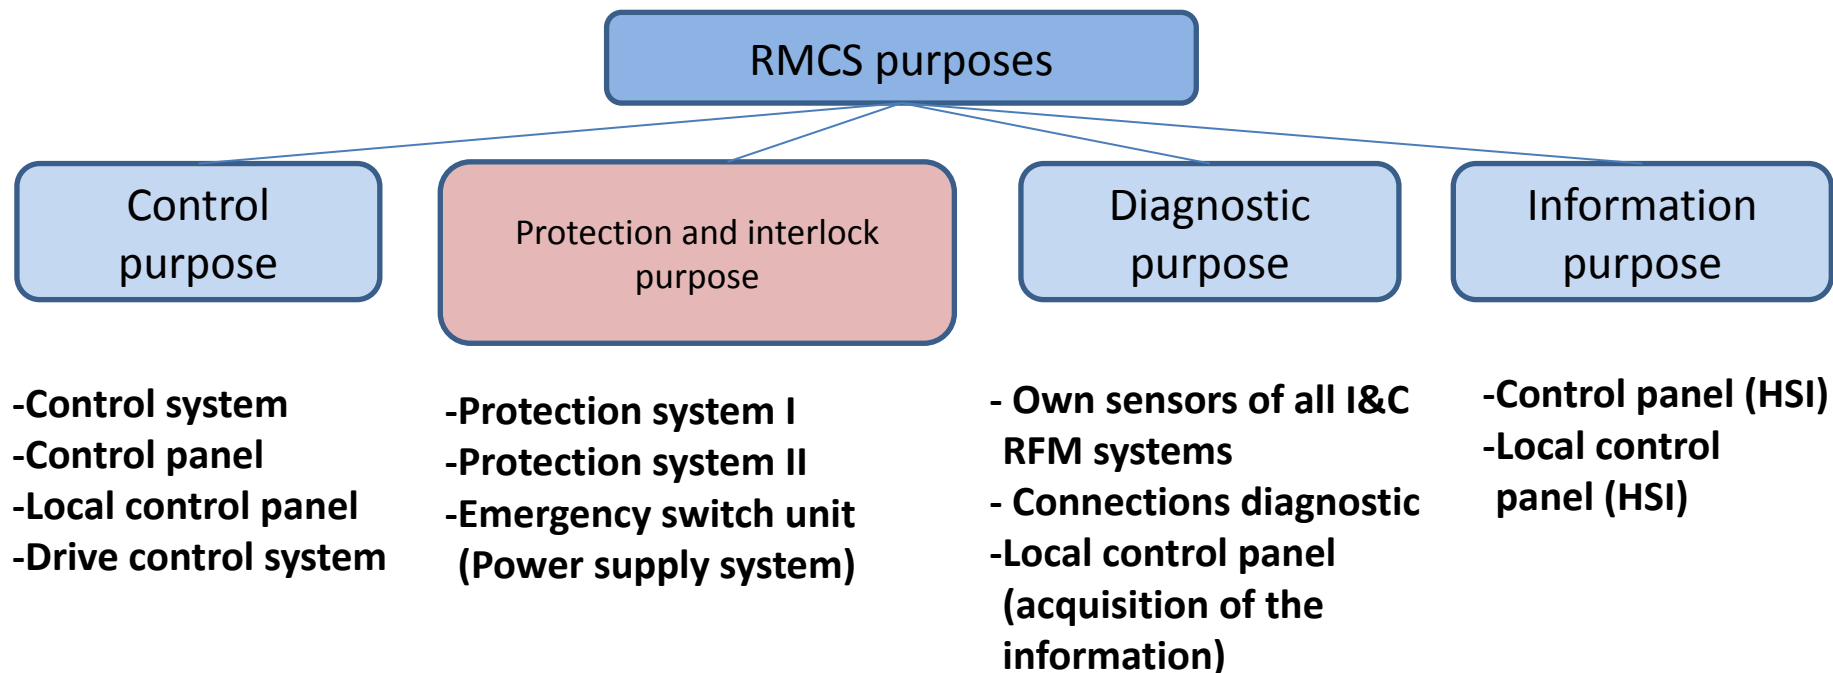 RMCS purposes
Control
purpose
Protection and interlock
purpose
Diagnostic
purpose
Information
purpose
-Control system
-Control panel
-Local control panel
-Drive control system
-Protection system I
-Protection system II
-Emergency switch unit
(Power supply system)
- Own sensors of all I&C
RFM systems
- Connections diagnostic
-Local control panel
(acquisition of the
information)
-Control panel (HSI)
-Local control
panel (HSI)